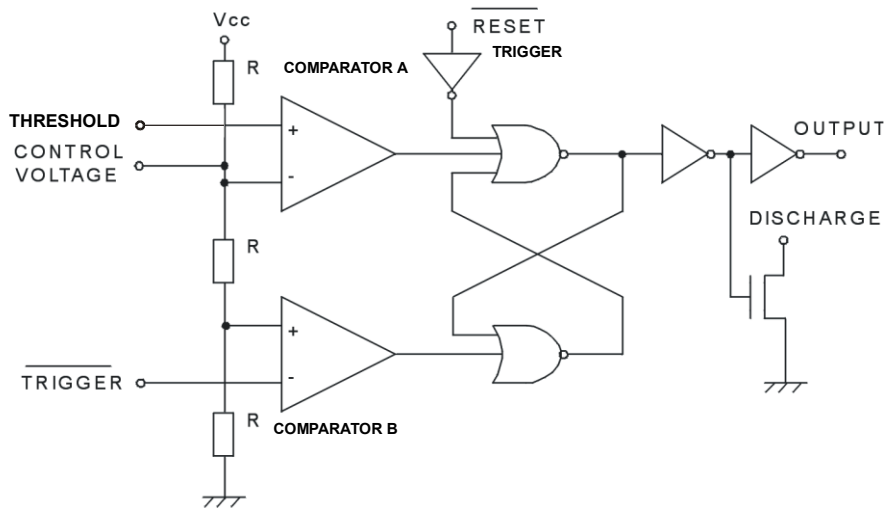 Vcc
RESET
TRIGGER
R
COMPARATOR A
THRESHOLD
+
CONTROL
VOLTAGE
-
OUTPUT
DISCHARGE
R
+
TRIGGER
-
R
COMPARATOR B